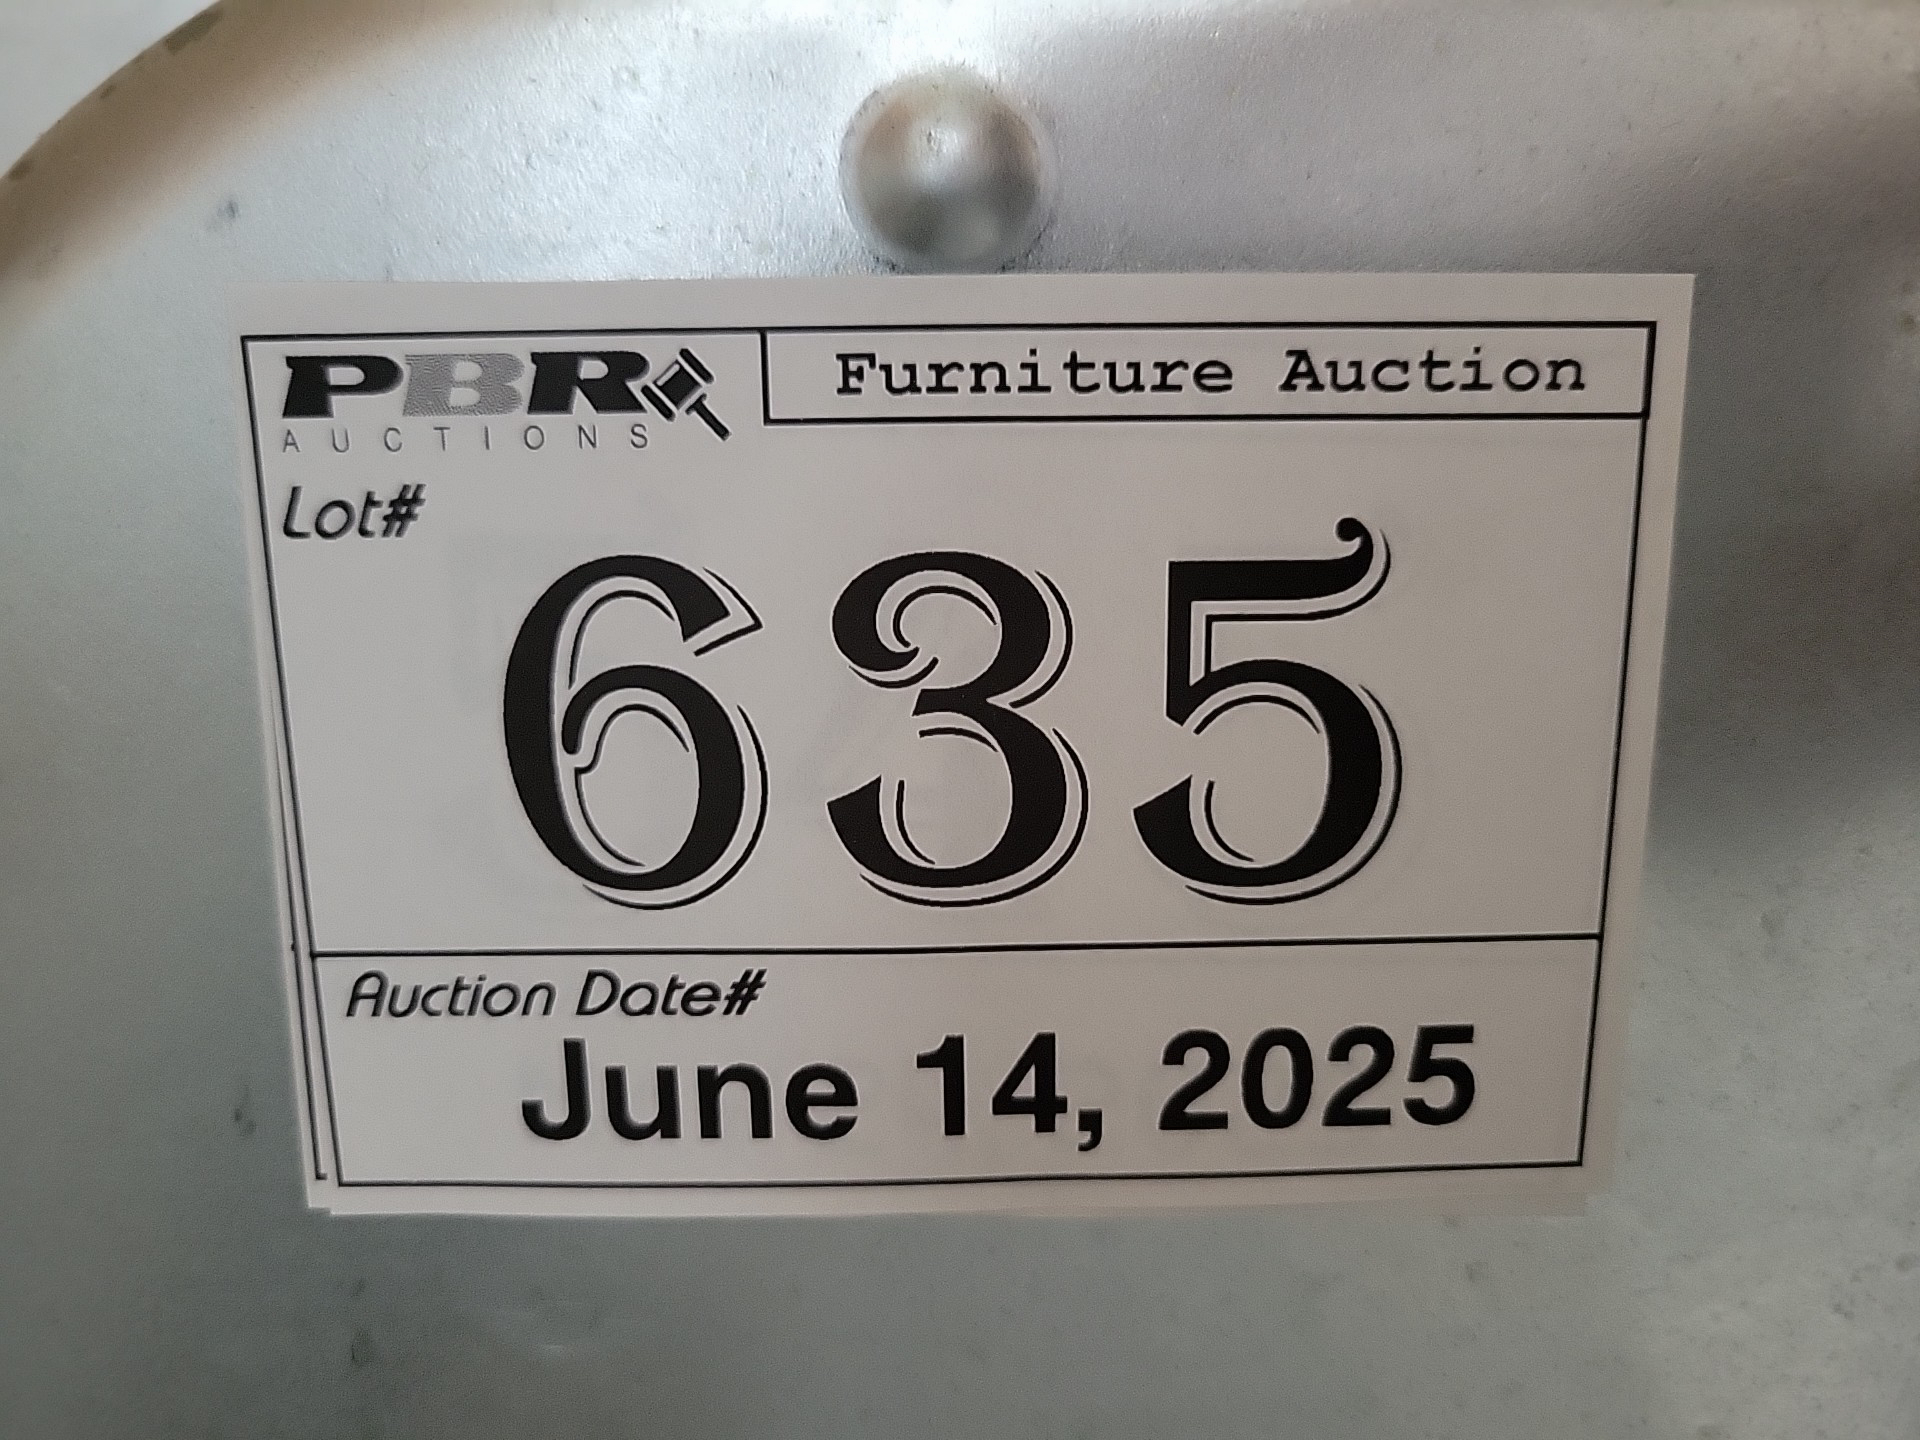 PBR
AUCTIONS
Furniture Auction
Lot#
635
Auction Date#
June 14, 2025